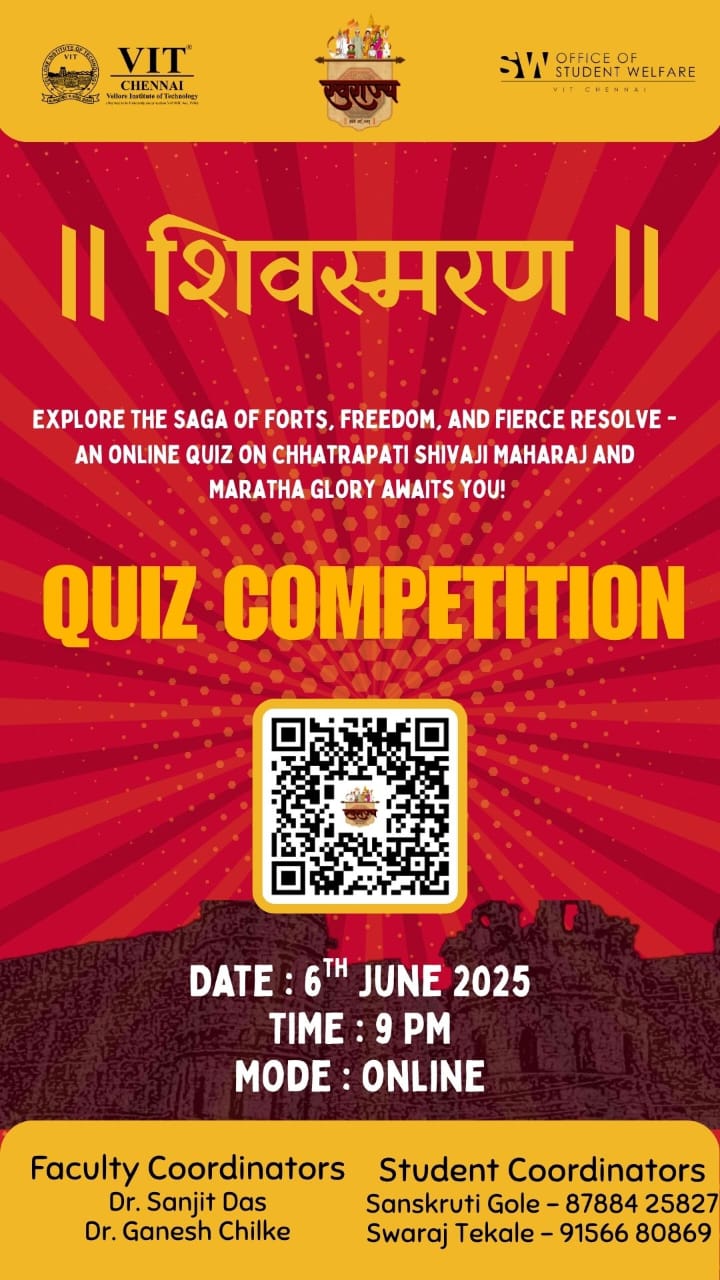 VIT®
CHENNAI
Vellore Institute of Technology
VIT
स्वराज्य
SW OFFICE OF
STUDENT WELFARE
VIT CHENNAI
|| शिवस्मरण ||
EXPLORE THE SAGA OF FORTS, FREEDOM, AND FIERCE RESOLVE -
AN ONLINE QUIZ ON CHHATRAPATI SHIVAJI MAHARAJ AND
MARATHA GLORY AWAITS YOU!
QUIZ COMPETITION
DATE : 6TH JUNE 2025
TIME : 9 PM
MODE : ONLINE
Faculty Coordinators
Dr. Sanjit Das
Dr. Ganesh Chilke
Student Coordinators
Sanskruti Gole – 87884 25827
Swaraj Tekale – 91566 80869